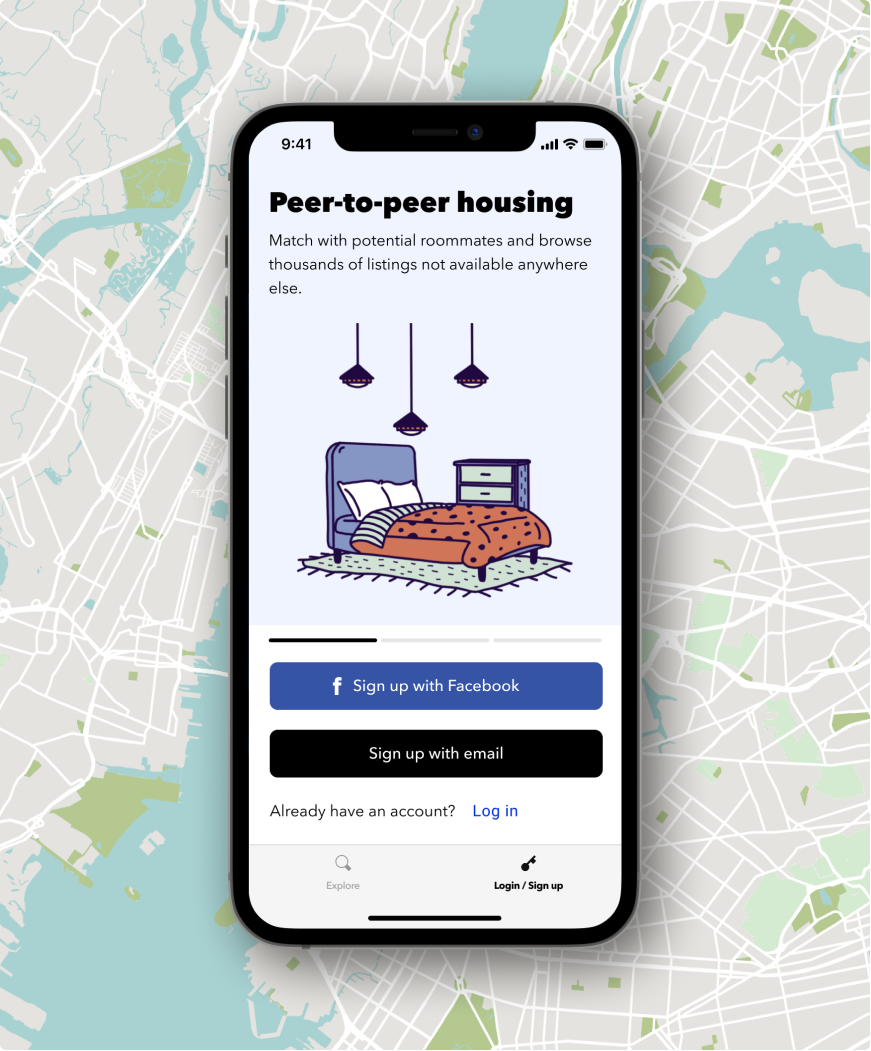 9:41
Peer-to-peer housing
Match with potential roommates and browse
thousands of listings not available anywhere
else.
f Sign up with Facebook
Sign up with email
Already have an account? Log in
Explore
Login / Sign up